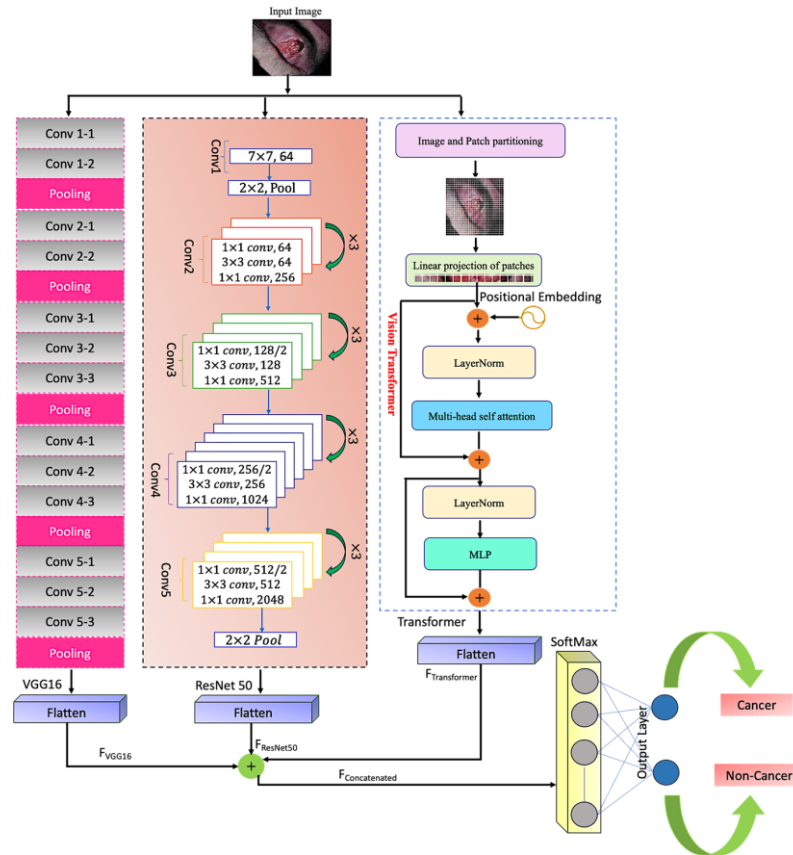 Input Image
Conv 1-1
Conv 1-2
Pooling
Conv 2-1
Conv 2-2
Pooling
Conv 3-1
Conv 3-2
Conv 3-3
Pooling
Conv 4-1
Conv 4-2
Conv 4-3
Pooling
Conv 5-1
Conv 5-2
Conv 5-3
Pooling
VGG16
Flatten
F_VGG16
Conv1
7×7, 64
2×2, Pool
Conv2
1×1 conv, 64
3×3 conv, 64
1×1 conv, 256
×3
Conv3
1×1 conv, 128/2
3×3 conv, 128
1×1 conv, 512
×3
Conv4
1×1 conv, 256/2
3×3 conv, 256
1×1 conv, 1024
×3
Conv5
1×1 conv, 512/2
3×3 conv, 512
1×1 conv, 2048
×3
2×2 Pool
ResNet 50
Flatten
F_ResNet50
+
Image and Patch partitioning
Linear projection of patches
Positional Embedding
+
Vision Transformer
LayerNorm
Multi-head self attention
+
LayerNorm
MLP
+
Transformer
Flatten
F_Transformer
F_Concatenated
SoftMax
Output Layer
Cancer
Non-Cancer